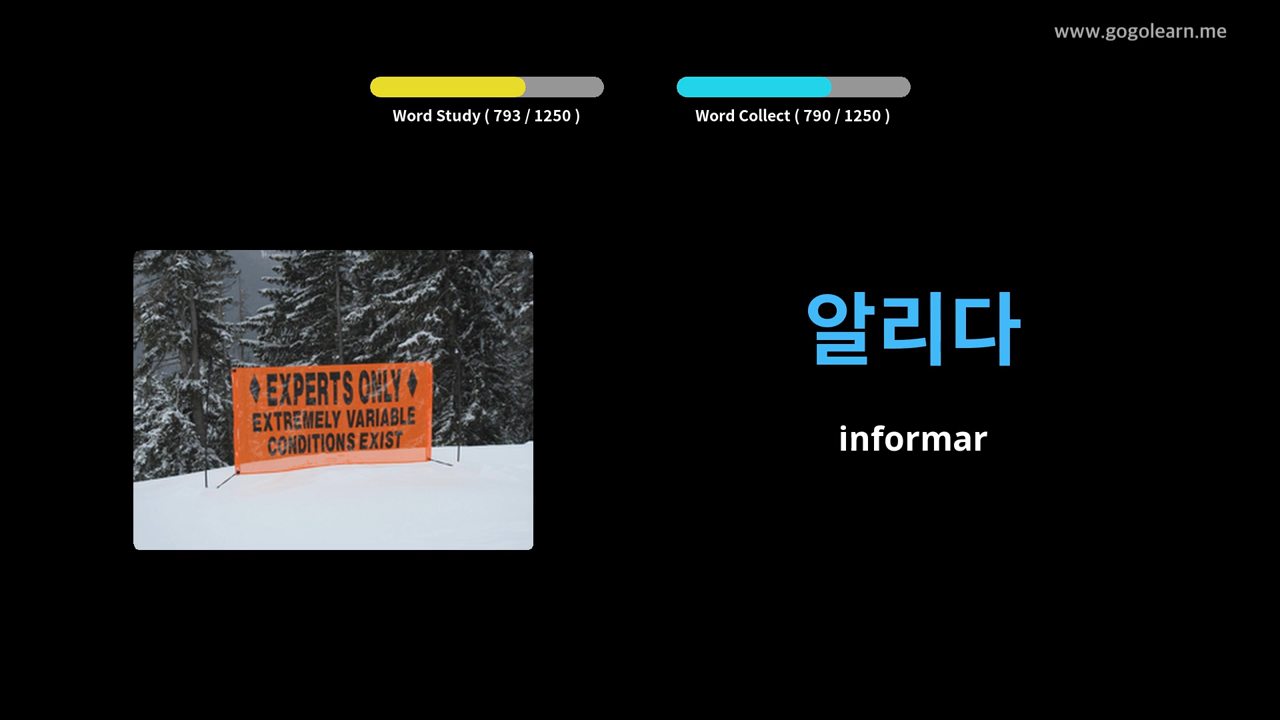 www.gogolearn.me
Word Study ( 793 / 1250 )
Word Collect ( 790 / 1250 )
EXPERTS ONLY
EXTREMELY VARIABLE
CONDITIONS EXIST
알리다
informar